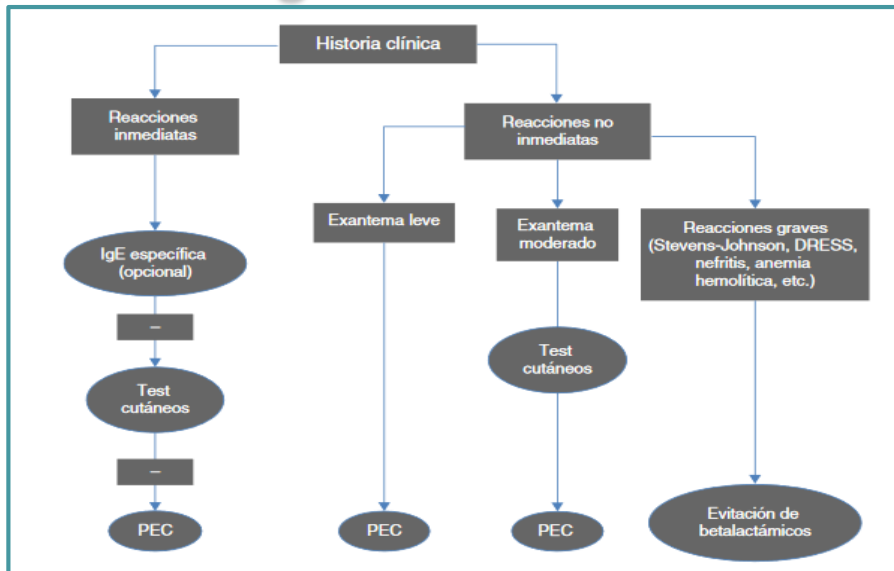 Historia clínica
Reacciones
inmediatas
Reacciones no
inmediatas
Exantema leve
Exantema
moderado
Reacciones graves
(Stevens-Johnson, DRESS,
nefritis, anemia
hemolítica, etc.)
IgE específica
(opcional)
–
Test
cutáneos
Test
cutáneos
–
PEC
PEC
PEC
Evitación de
betalactámicos